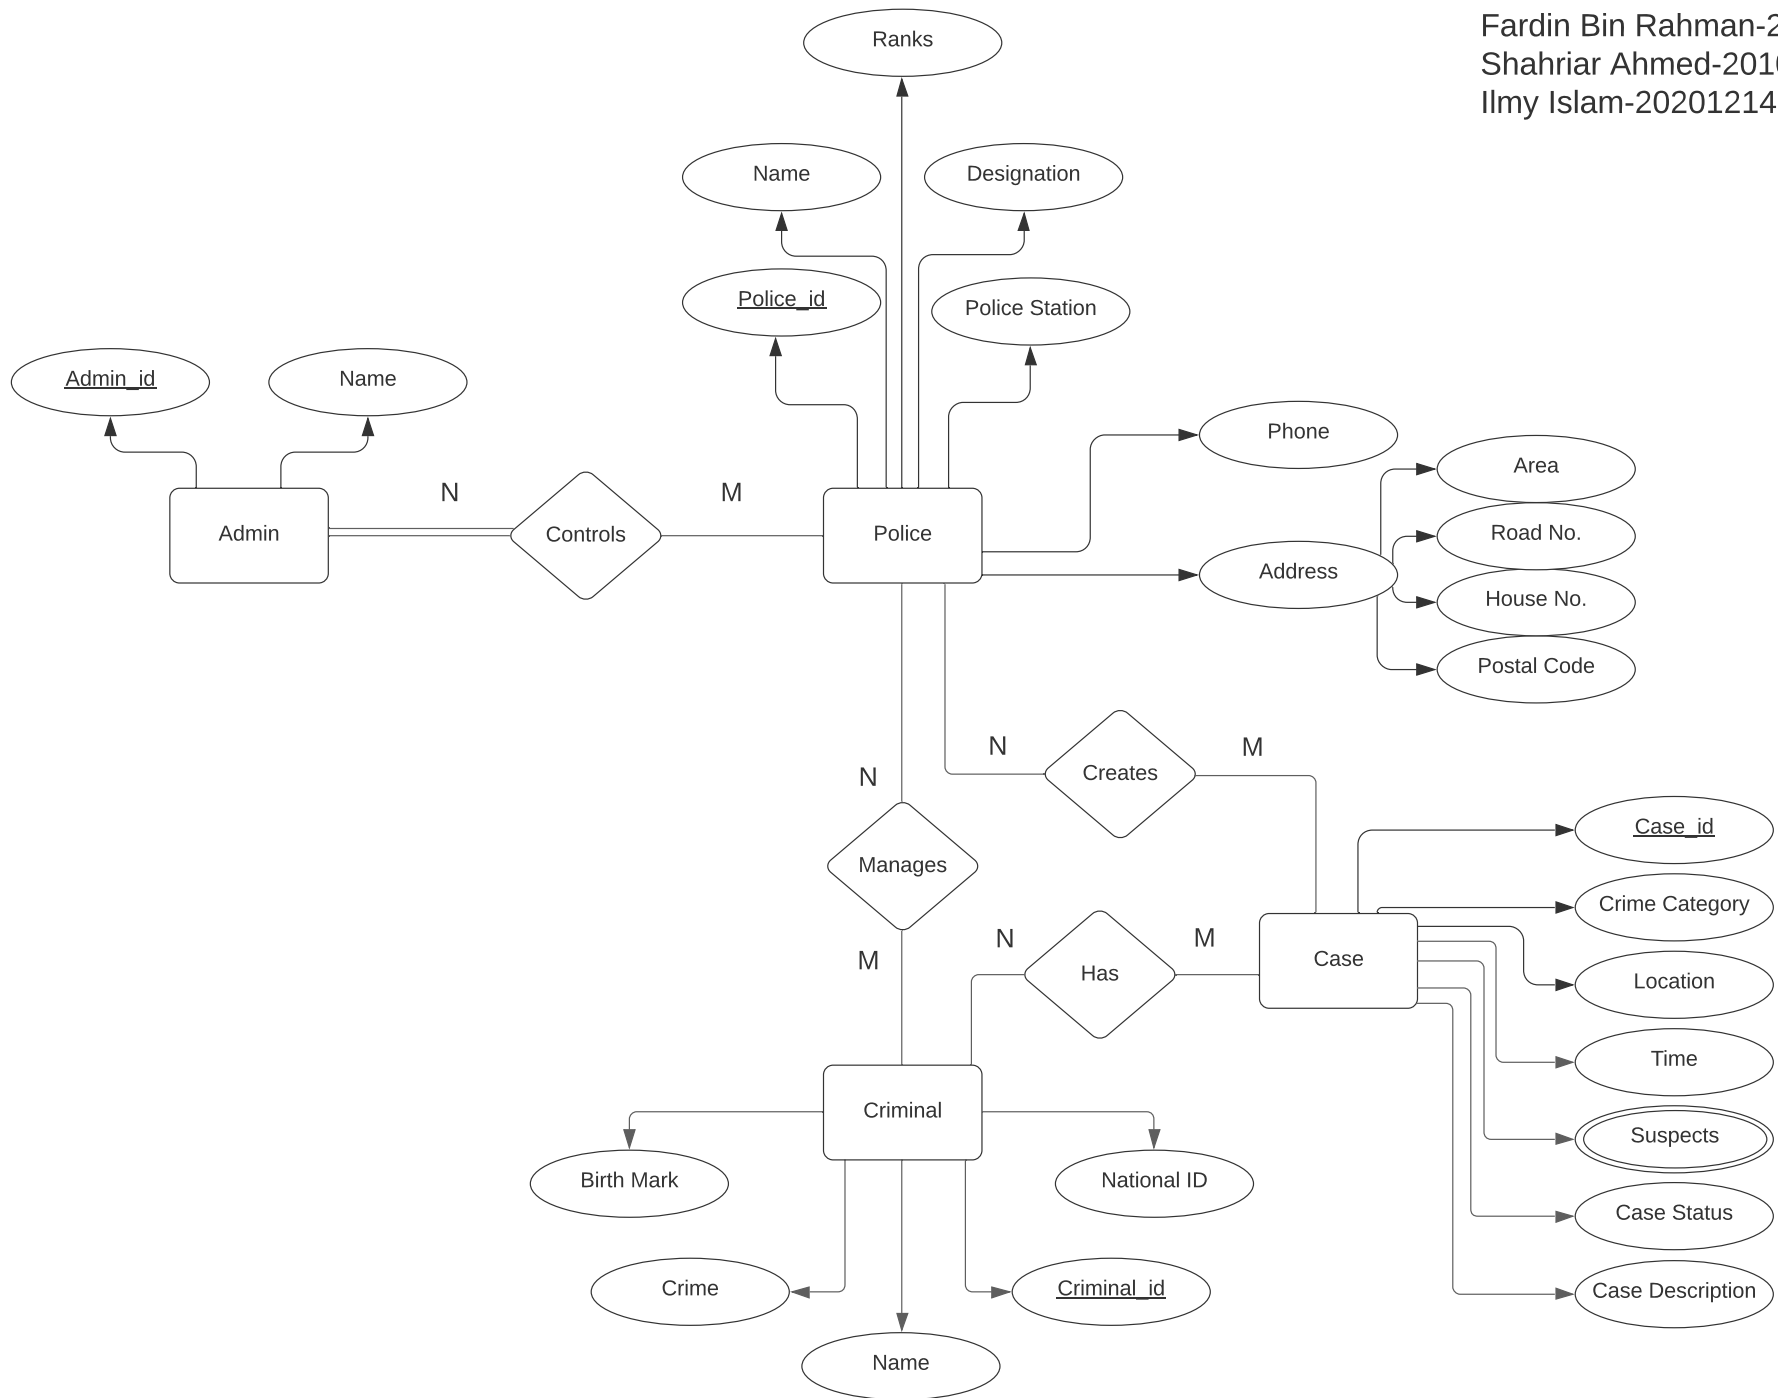 Fardin Bin Rahman-2
Shahriar Ahmed-201
Ilmy Islam-20201214
Ranks
Name
Designation
Police_id
Police Station
Admin_id
Name
Phone
Area
N
M
Admin
Controls
Police
Road No.
Address
House No.
Postal Code
N
M
Creates
N
Manages
Case_id
Crime Category
N
M
M
Has
Case
Location
Time
Criminal
Suspects
Birth Mark
National ID
Case Status
Crime
Criminal_id
Case Description
Name